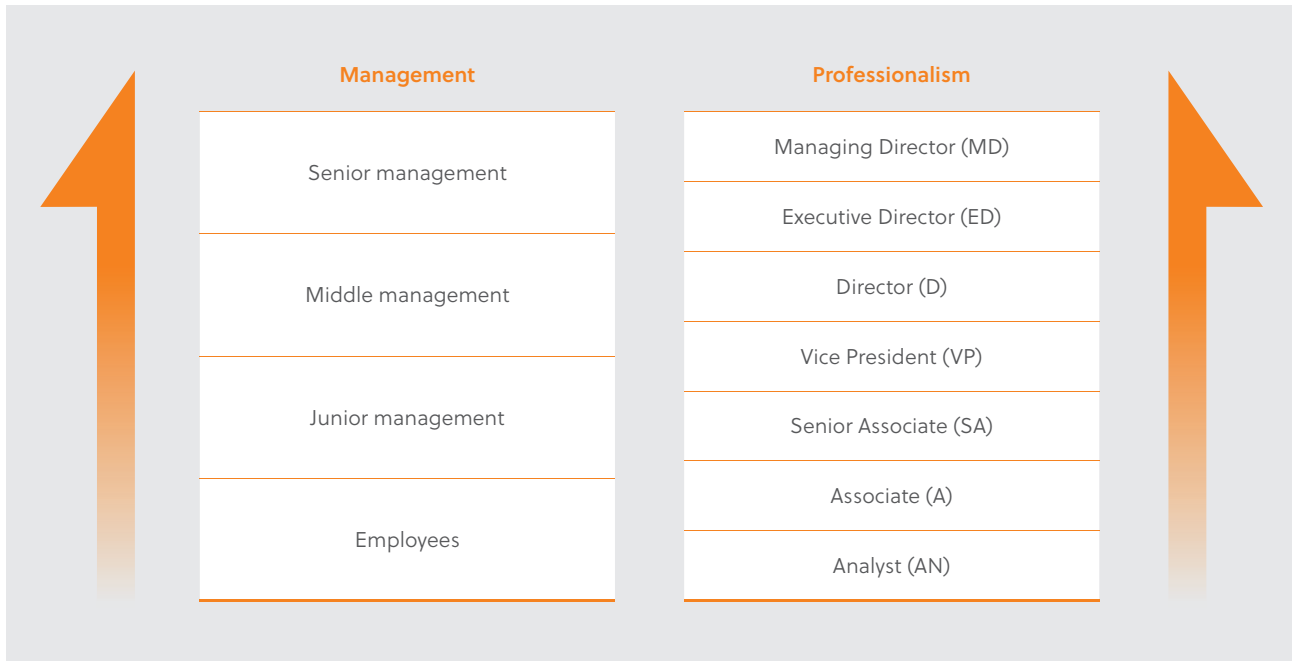 Management
Senior management
Middle management
Junior management
Employees
Professionalism
Managing Director (MD)
Executive Director (ED)
Director (D)
Vice President (VP)
Senior Associate (SA)
Associate (A)
Analyst (AN)